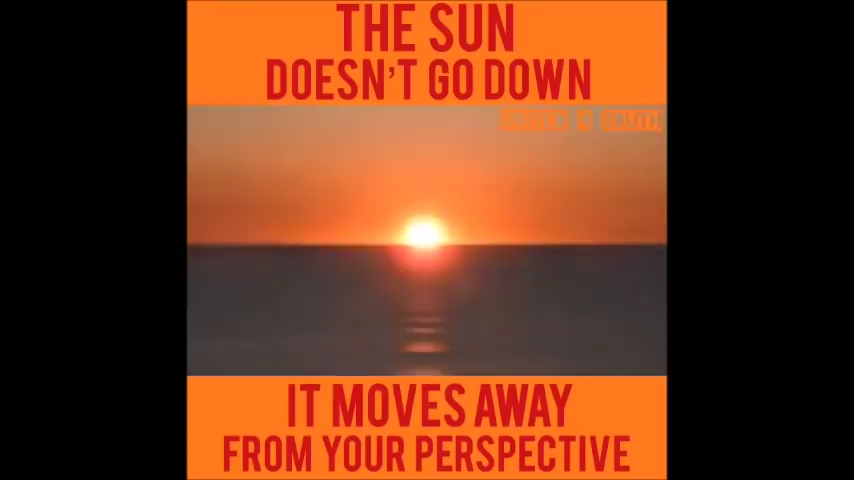 THE SUN
DOESN'T GO DOWN
IT MOVES AWAY
FROM YOUR PERSPECTIVE